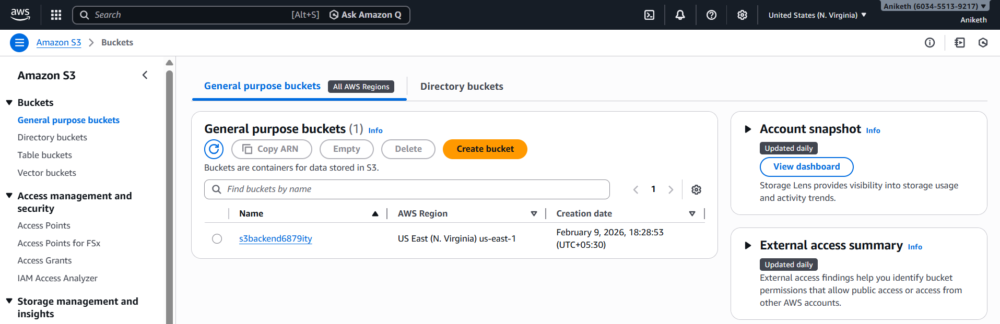 aws
Search [Alt+S] Ask Amazon Q
United States (N. Virginia)
Aniketh (6034-5513-9217)
Aniketh
Amazon S3 Buckets
Amazon S3
Buckets
General purpose buckets
Directory buckets
Table buckets
Vector buckets
Access management and
security
Access Points
Access Points for FSx
Access Grants
IAM Access Analyzer
Storage management and
insights
General purpose buckets All AWS Regions Directory buckets
General purpose buckets (1) Info
Copy ARN Empty Delete Create bucket
Buckets are containers for data stored in S3.
Find buckets by name 1
Name AWS Region Creation date
s3backend6879ity US East (N. Virginia) us-east-1 February 9, 2026, 18:28:53
(UTC+05:30)
Account snapshot Info
Updated daily
View dashboard
Storage Lens provides visibility into storage usage
and activity trends.
External access summary Info
Updated daily
External access findings help you identify bucket
permissions that allow public access or access from
other AWS accounts.